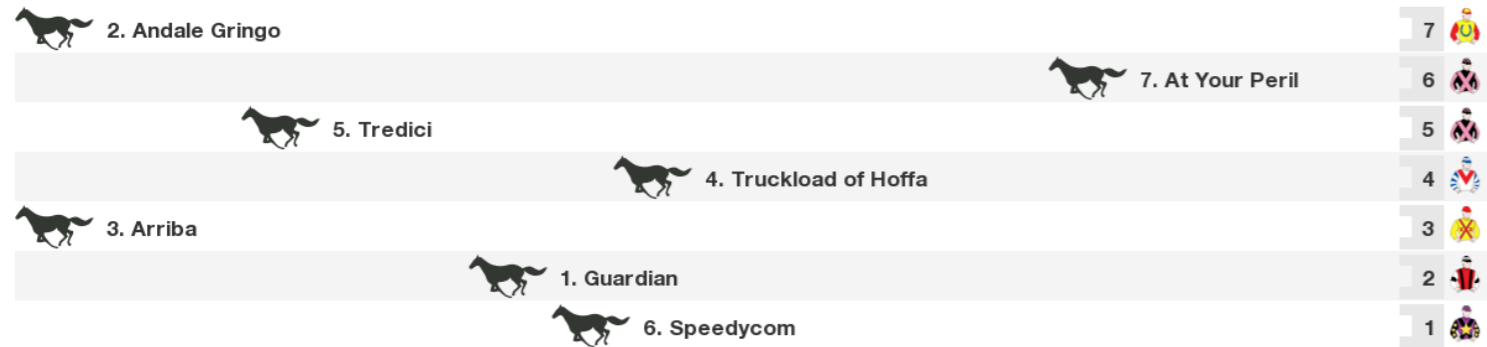 2. Andale Gringo 7
7. At Your Peril 6
5. Tredici 5
4. Truckload of Hoffa 4
3. Arriba 3
1. Guardian 2
6. Speedycom 1